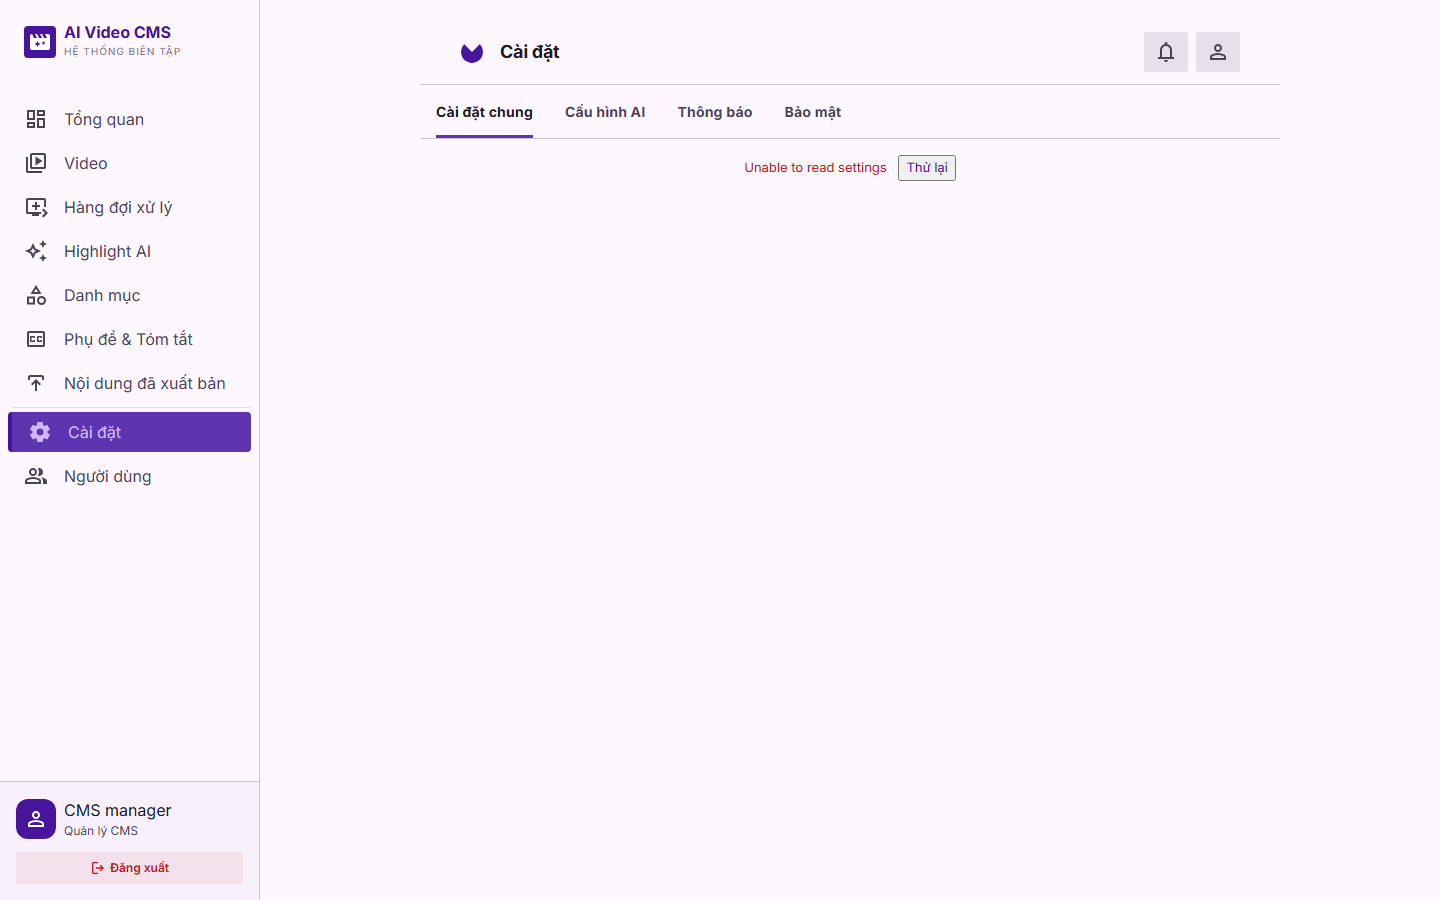 AI Video CMS
HỆ THỐNG BIÊN TẬP
Tổng quan
Video
Hàng đợi xử lý
Highlight AI
Danh mục
Phụ đề & Tóm tắt
Nội dung đã xuất bản
Cài đặt
Người dùng
CMS manager
Quản lý CMS
Đăng xuất
Cài đặt
Cài đặt chung
Cấu hình AI
Thông báo
Bảo mật
Unable to read settings
Thử lại